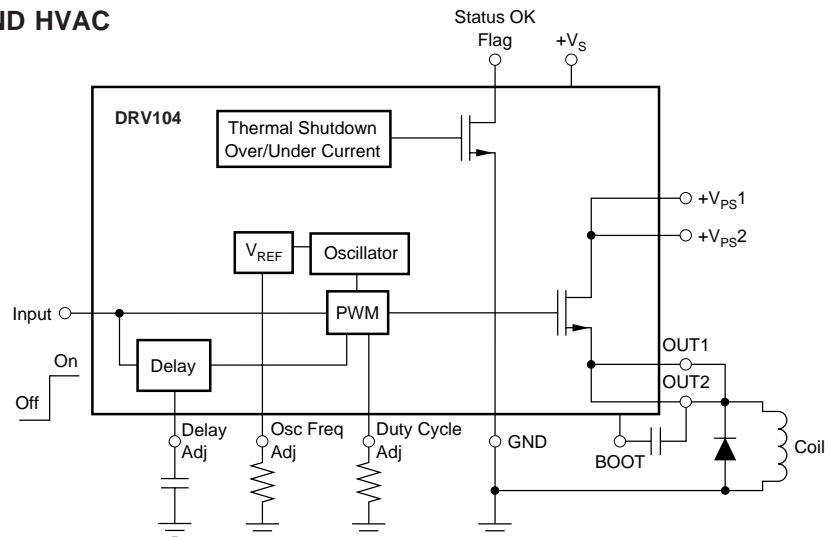 ND HVAC
Status OK
Flag
+VS
DRV104
Thermal Shutdown
Over/Under Current
+VPS1
+VPS2
VREF
Oscillator
Input
PWM
Delay
On
Off
OUT1
OUT2
Delay
Adj
Osc Freq
Adj
Duty Cycle
Adj
GND
BOOT
Coil